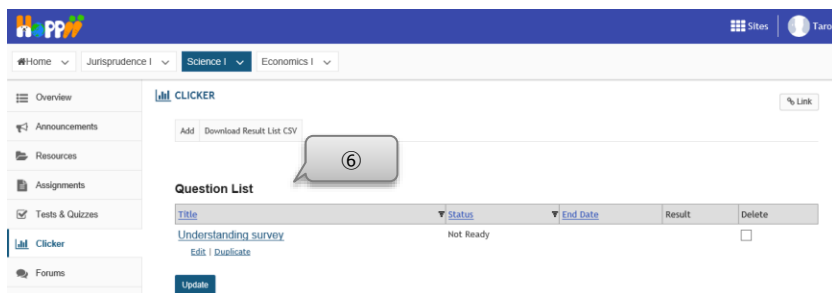 Hoppii
Sites Taro
Home Jurisprudence I Science I Economics I
Overview
CLICKER
Link
Announcements
Add Download Result List CSV
Resources
⑥
Assignments
Question List
Tests & Quizzes
Title Status End Date Result Delete
Understanding survey Not Ready
Clicker
Edit | Duplicate
Forums
Update